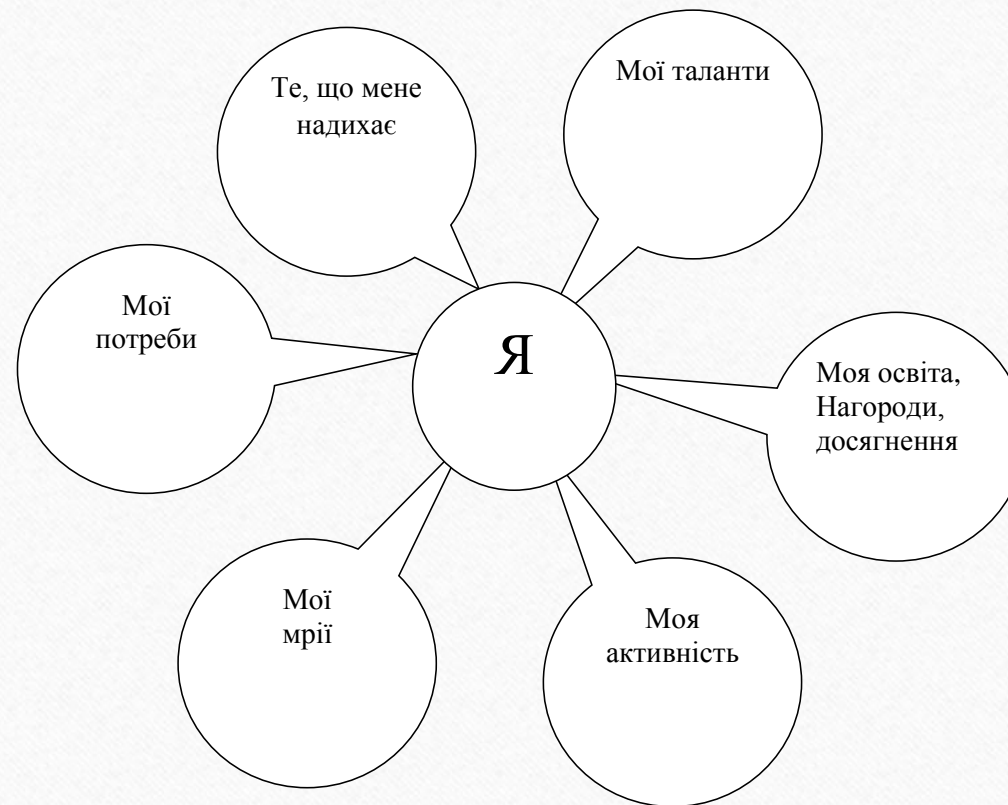 Те, що мене
надихає
Мої таланти
Мої
потреби
Я
Моя освіта,
Нагороди,
досягнення
Мої
мрії
Моя
активність